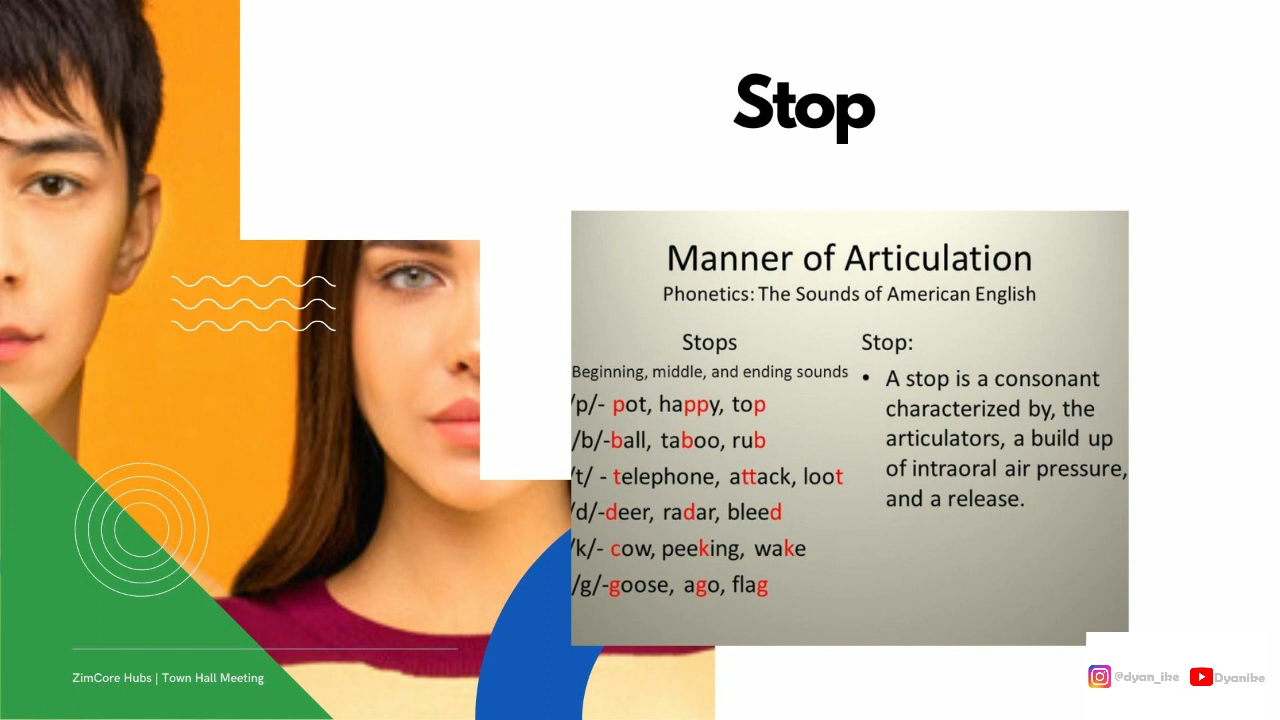 Stop
Manner of Articulation
Phonetics: The Sounds of American English
Stops
Beginning, middle, and ending sounds
/p/- pot, happy, top
/b/-ball, taboo, rub
/t/ - telephone, attack, loot
/d/-deer, radar, bleed
/k/- cow, peeking, wake
/g/-goose, ago, flag
Stop:
• A stop is a consonant
characterized by, the
articulators, a build up
of intraoral air pressure,
and a release.
ZimCore Hubs | Town Hall Meeting
@dyan_ike
Dyanike